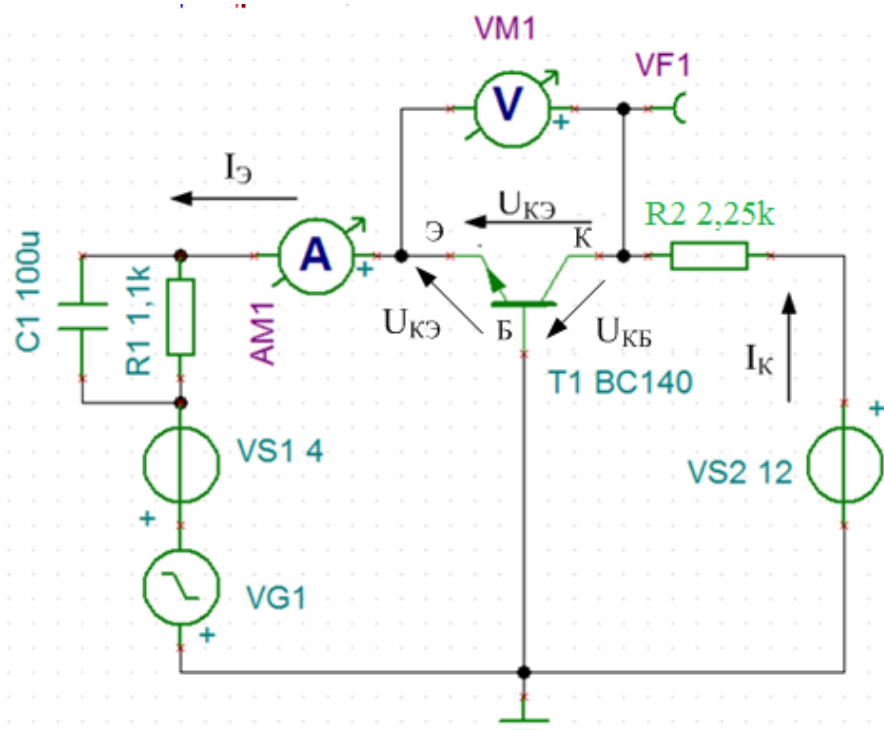 VM1
VF1
V
+
Iэ
Uкэ
R2 2,25k
Э
К
A
+
C1 100u
R1 1,1k
AM1
Uкэ
Б
Uкб
Iк
T1 BC140
+
VS1 4
VS2 12
+
VG1
+